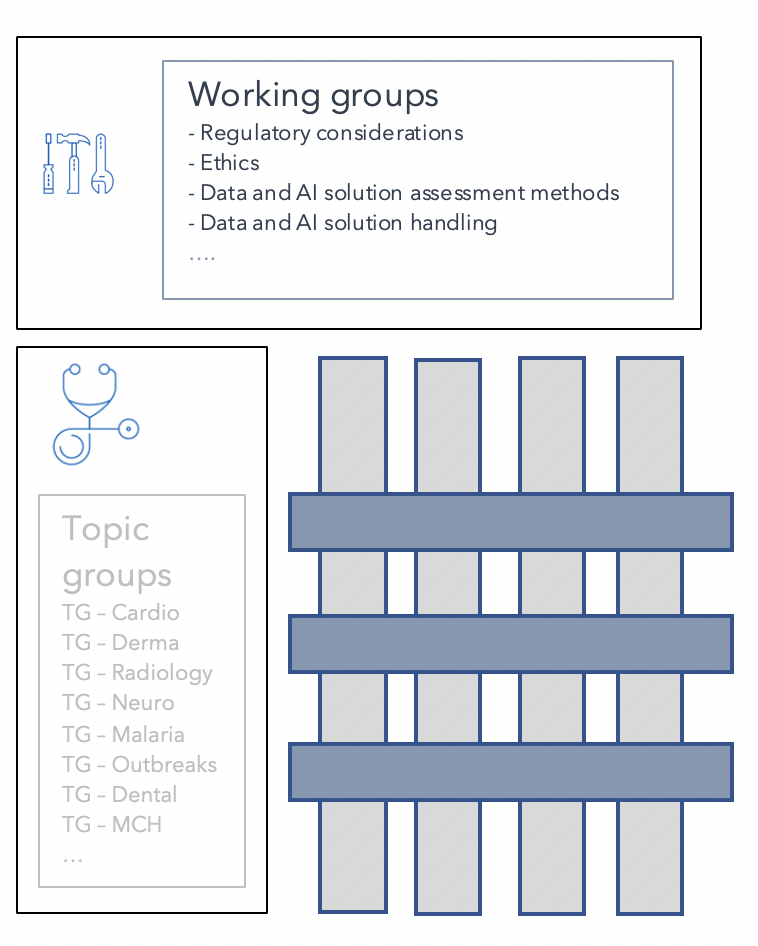 Working groups
- Regulatory considerations
- Ethics
- Data and AI solution assessment methods
- Data and AI solution handling
....
Topic
groups
TG – Cardio
TG – Derma
TG – Radiology
TG – Neuro
TG – Malaria
TG – Outbreaks
TG – Dental
TG – MCH
...